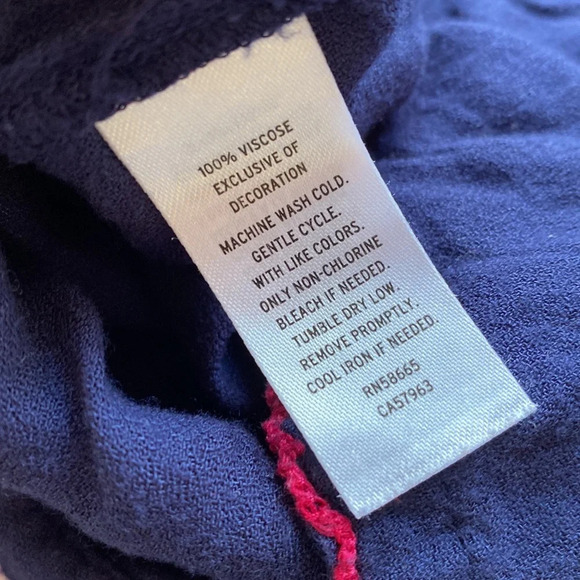 100% VISCOSE
EXCLUSIVE OF
DECORATION
MACHINE WASH COLD.
GENTLE CYCLE.
WITH LIKE COLORS.
ONLY NON-CHLORINE
BLEACH IF NEEDED.
TUMBLE DRY LOW.
REMOVE PROMPTLY.
COOL IRON IF NEEDED.
RN58665
CA57963